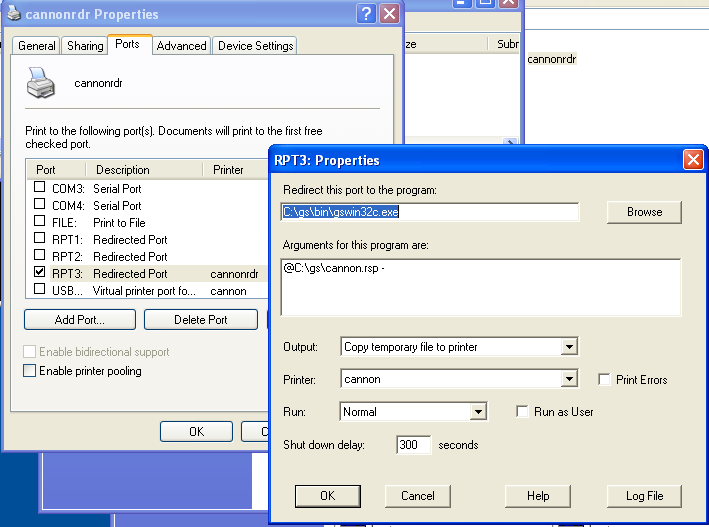 cannonrdr Properties
General
Sharing
Ports
Advanced
Device Settings
cannonrdr
Print to the following port(s). Documents will print to the first free
checked port.
Port Description Printer
COM3: Serial Port
COM4: Serial Port
FILE: Print to File
RPT1: Redirected Port
RPT2: Redirected Port
RPT3: Redirected Port cannonrdr
USB... Virtual printer port fo... cannon
Add Port...
Delete Port
Enable bidirectional support
Enable printer pooling
OK
ze
Subr
cannonrdr
RPT3: Properties
Redirect this port to the program:
C:\gs\bin\gswin32c.exe
Browse
Arguments for this program are:
@C:\gs\cannon.rsp -
Output: Copy temporary file to printer
Printer: cannon
Print Errors
Run: Normal
Run as User
Shut down delay: 300 seconds
OK
Cancel
Help
Log File